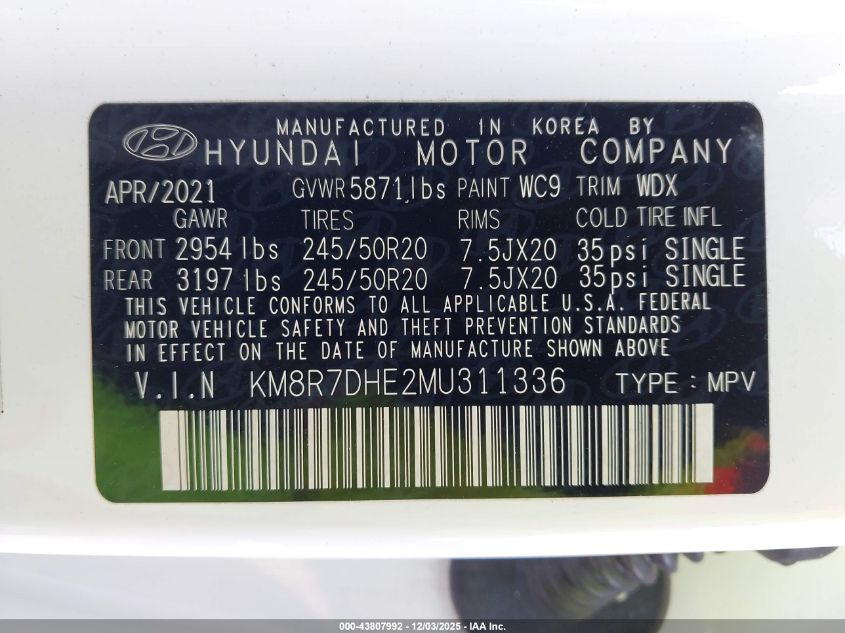 MANUFACTURED IN KOREA BY
HYUNDAI MOTOR COMPANY
APR/2021 GVWR 5871 lbs PAINT WC9 TRIM WDX
GAWR TIRES RIMS COLD TIRE INFL
FRONT 2954 lbs 245/50R20 7.5JX20 35psi SINGLE
REAR 3197 lbs 245/50R20 7.5JX20 35psi SINGLE
THIS VEHICLE CONFORMS TO ALL APPLICABLE U.S.A. FEDERAL
MOTOR VEHICLE SAFETY AND THEFT PREVENTION STANDARDS
IN EFFECT ON THE DATE OF MANUFACTURE SHOWN ABOVE
V.I.N KM8R7DHE2MU311336 TYPE : MPV
000-43807992 - 12/03/2025 - IAA Inc.